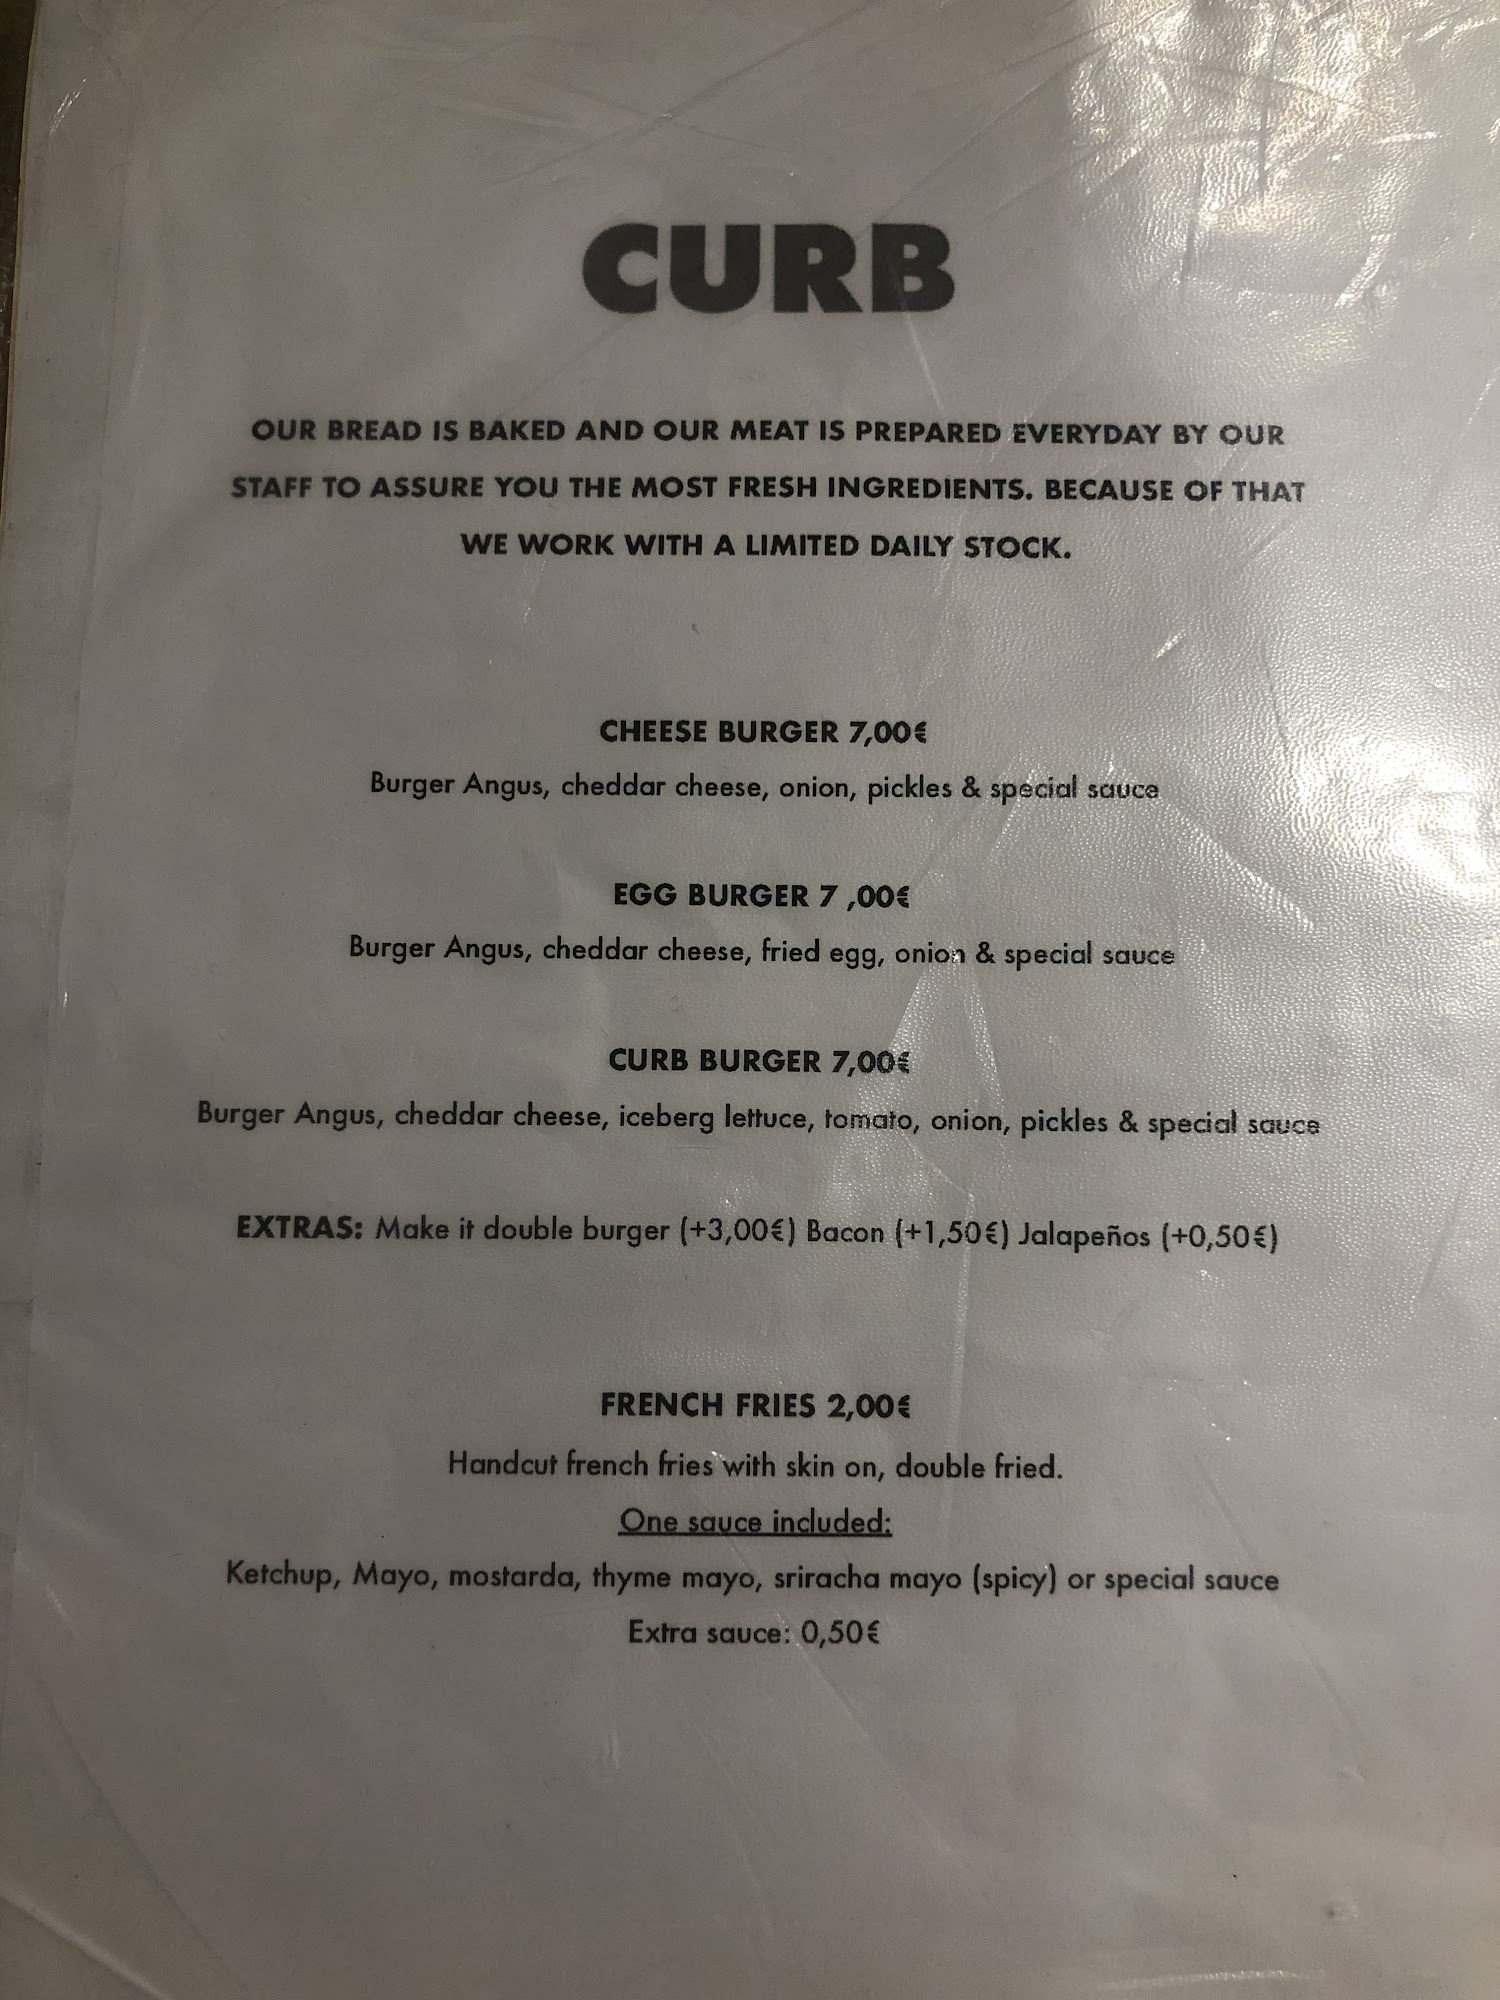 CURB
OUR BREAD IS BAKED AND OUR MEAT IS PREPARED EVERYDAY BY OUR
STAFF TO ASSURE YOU THE MOST FRESH INGREDIENTS. BECAUSE OF THAT
WE WORK WITH A LIMITED DAILY STOCK.
CHEESE BURGER 7,00€
Burger Angus, cheddar cheese, onion, pickles & special sauce
EGG BURGER 7 ,00€
Burger Angus, cheddar cheese, fried egg, onion & special sauce
CURB BURGER 7,00€
Burger Angus, cheddar cheese, iceberg lettuce, tomato, onion, pickles & special sauce
EXTRAS: Make it double burger (+3,00€) Bacon (+1,50€) Jalapeños (+0,50€)
FRENCH FRIES 2,00€
Handcut french fries with skin on, double fried.
One sauce included:
Ketchup, Mayo, mostarda, thyme mayo, sriracha mayo (spicy) or special sauce
Extra sauce: 0,50€